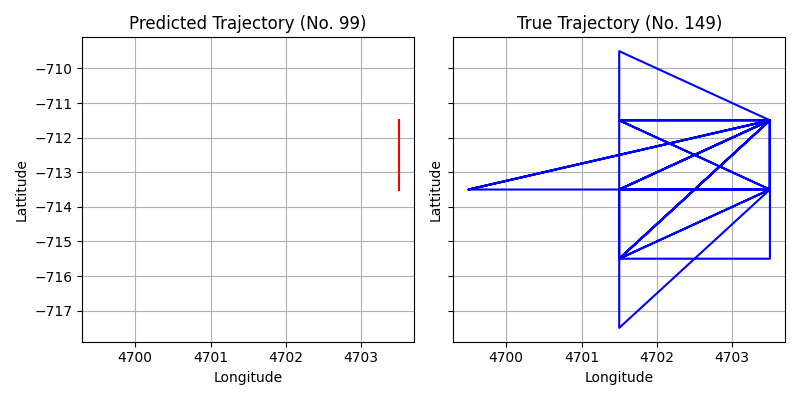 Predicted Trajectory (No. 99)
True Trajectory (No. 149)
−710
−711
−712
−713
−714
−715
−716
−717
Lattitude
Lattitude
4700 4701 4702 4703
4700 4701 4702 4703
Longitude
Longitude